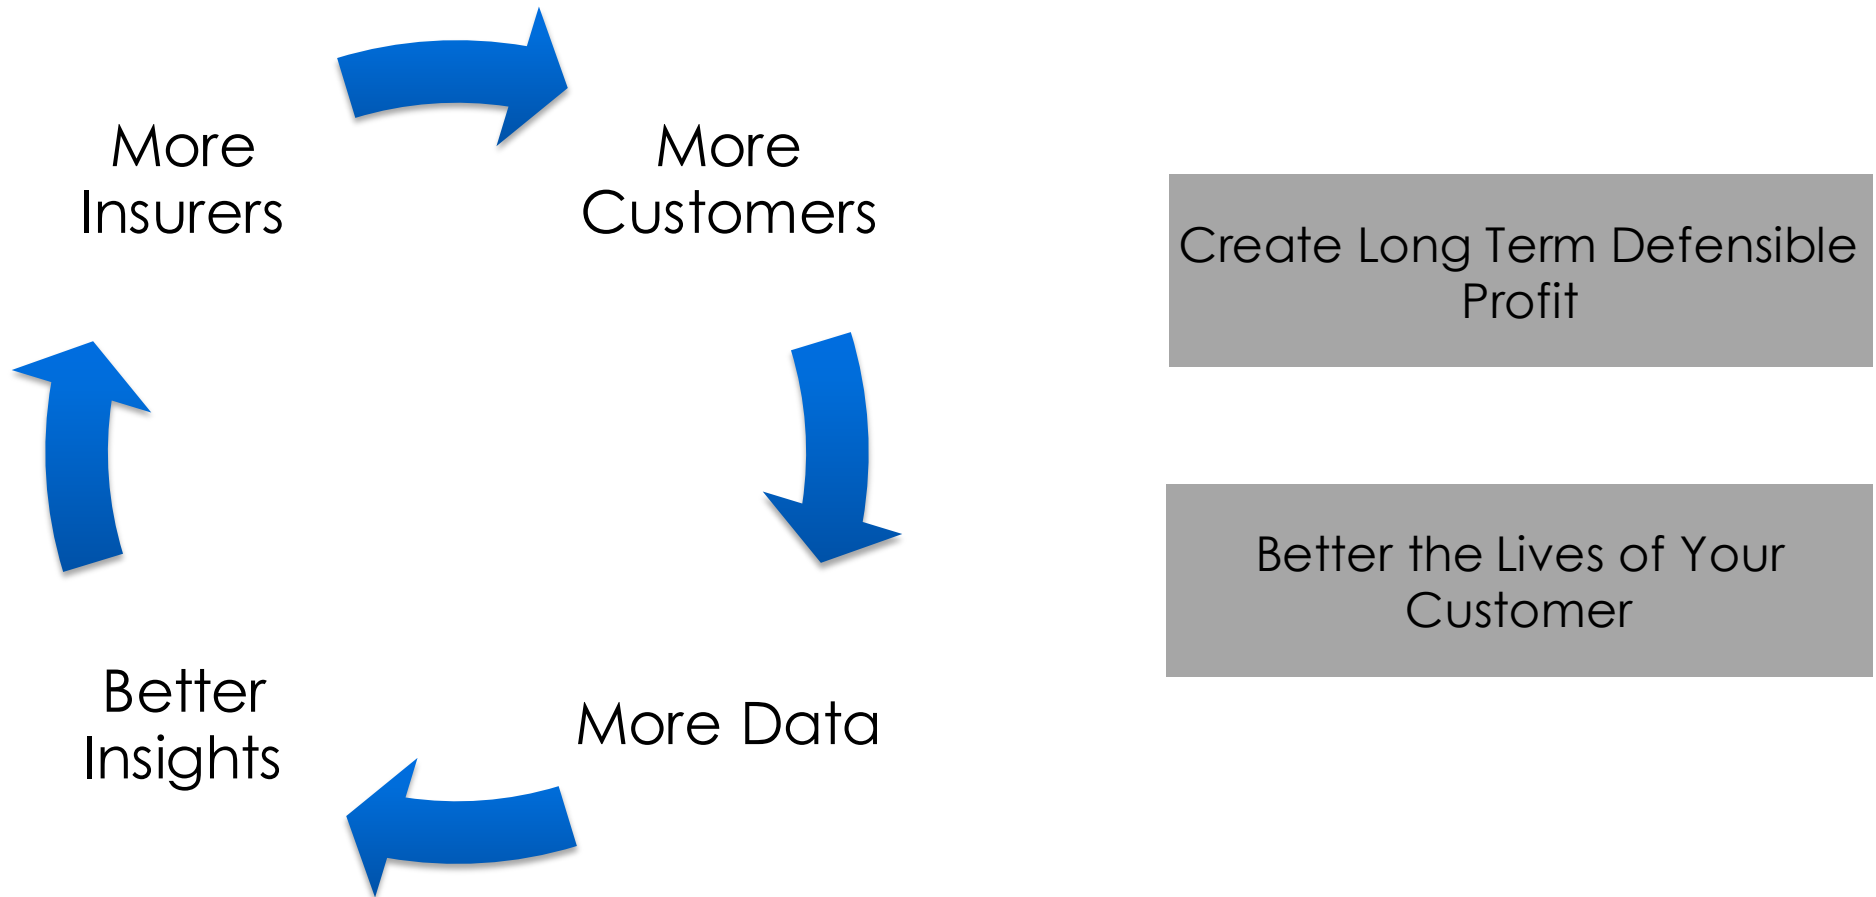 More
Insurers
More
Customers
More Data
Better
Insights
Create Long Term Defensible
Profit
Better the Lives of Your
Customer